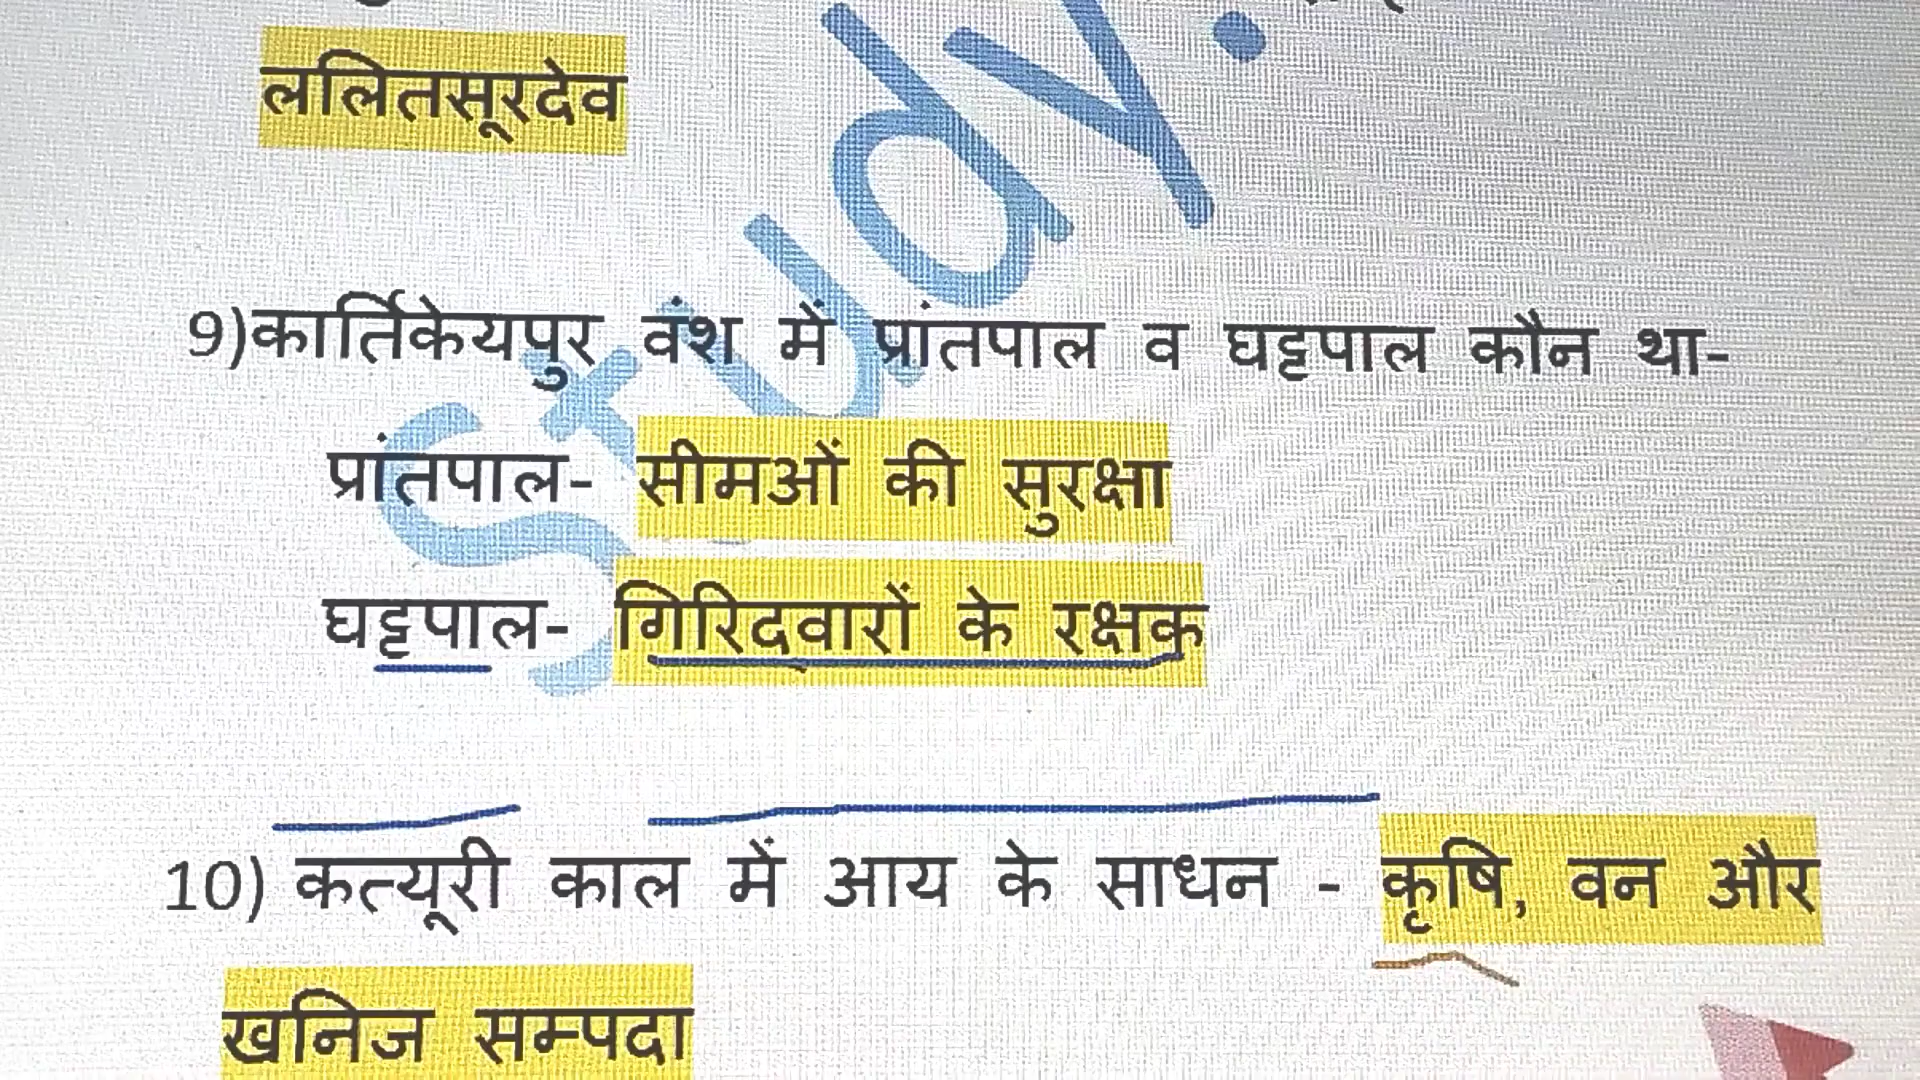 ललितसूरदेव
Study.
9)कार्तिकेयपुर वंश में प्रांतपाल व घट्टपाल कौन था-
प्रांतपाल- सीमओं की सुरक्षा
घट्टपाल- गिरिदवारों के रक्षक
10) कत्यूरी काल में आय के साधन - कृषि, वन और
खनिज सम्पदा